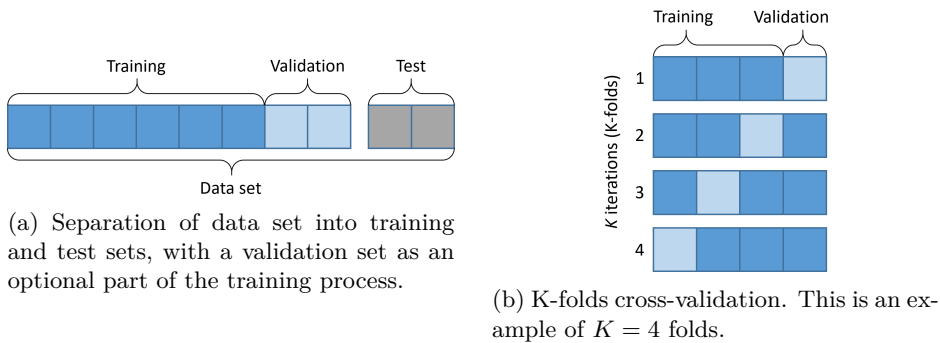 Training
Validation
Test
Data set
(a) Separation of data set into training
and test sets, with a validation set as an
optional part of the training process.
Training
Validation
K iterations (K-folds)
1
2
3
4
(b) K-folds cross-validation. This is an ex-
ample of K = 4 folds.